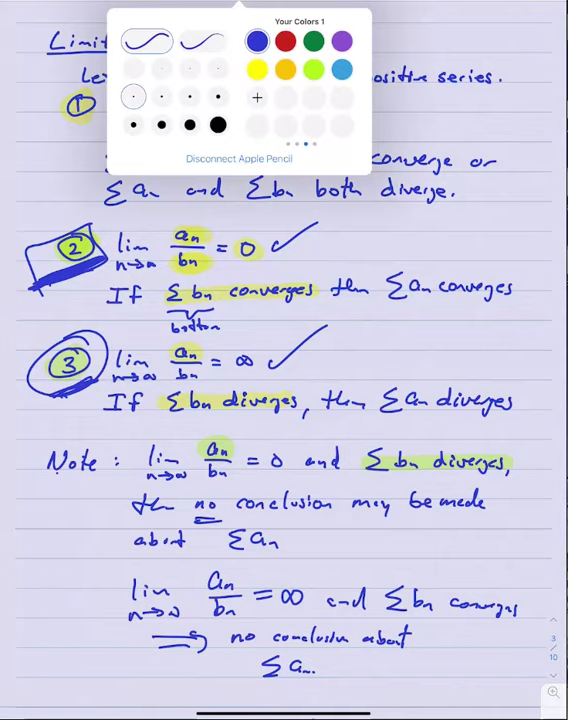 Limi
Your Colors 1
Le
ositive series.
①
Disconnect Apple Pencil
converge or
Σ an and Σ bn both diverge.
② lim n→∞ an/bn = 0 ✓
If Σ bn converges then Σ an converges
bottom
③ lim n→∞ an/bn = ∞ ✓
If Σ bn diverges, then Σ an diverges
Note : lim n→∞ an/bn = 0 and Σ bn diverges,
then no conclusion may be made
about Σ an
lim n→∞ an/bn = ∞ and Σ bn converges
⇒ no conclusion about
Σ an.
3
/
10